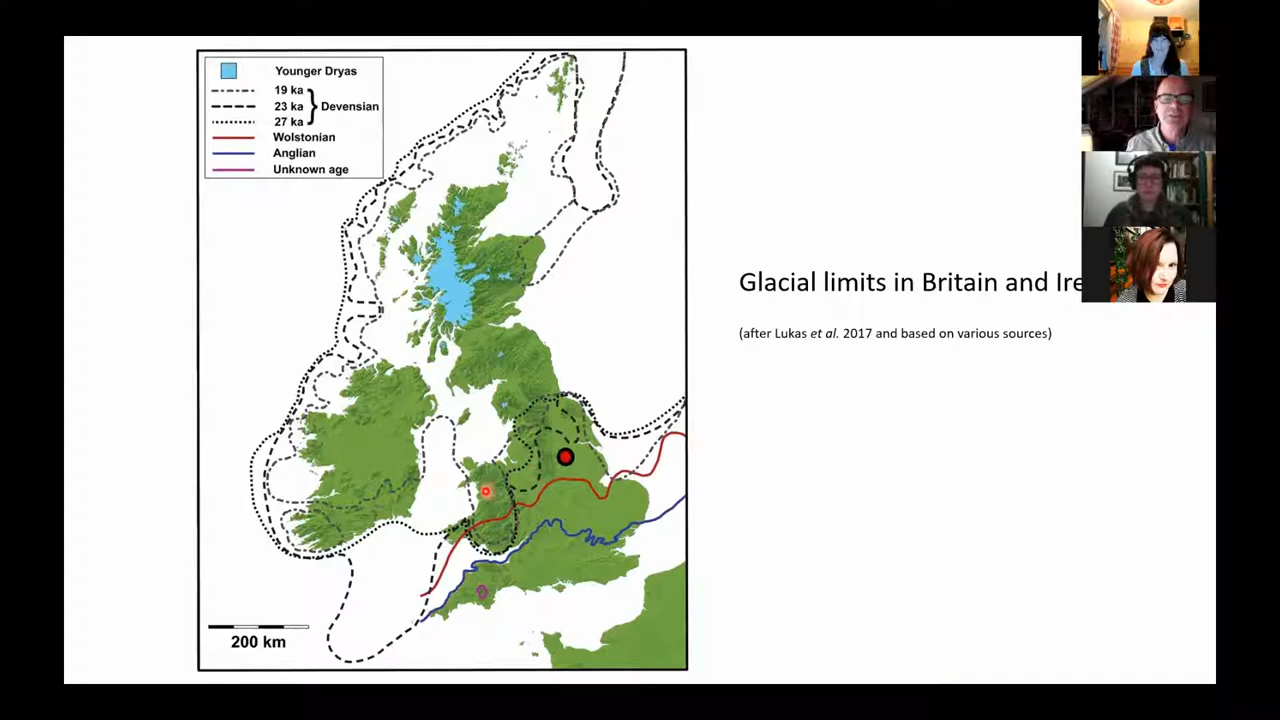 Younger Dryas
19 ka
23 ka
Devensian
27 ka
Wolstonian
Anglian
Unknown age
200 km
Glacial limits in Britain and Ire
(after Lukas et al. 2017 and based on various sources)